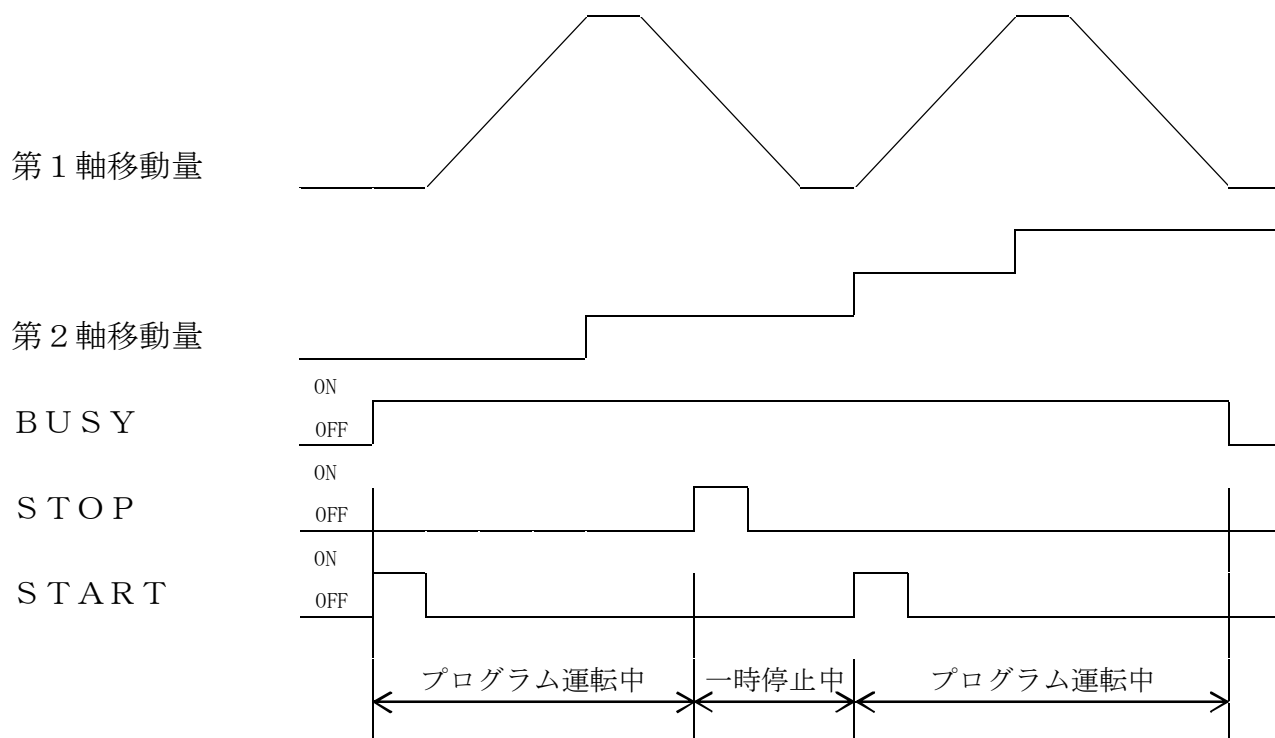 第１軸移動量
第２軸移動量
ON
ＢＵＳＹ
OFF
ON
ＳＴＯＰ
OFF
ON
ＳＴＡＲＴ
OFF
プログラム運転中
一時停止中
プログラム運転中